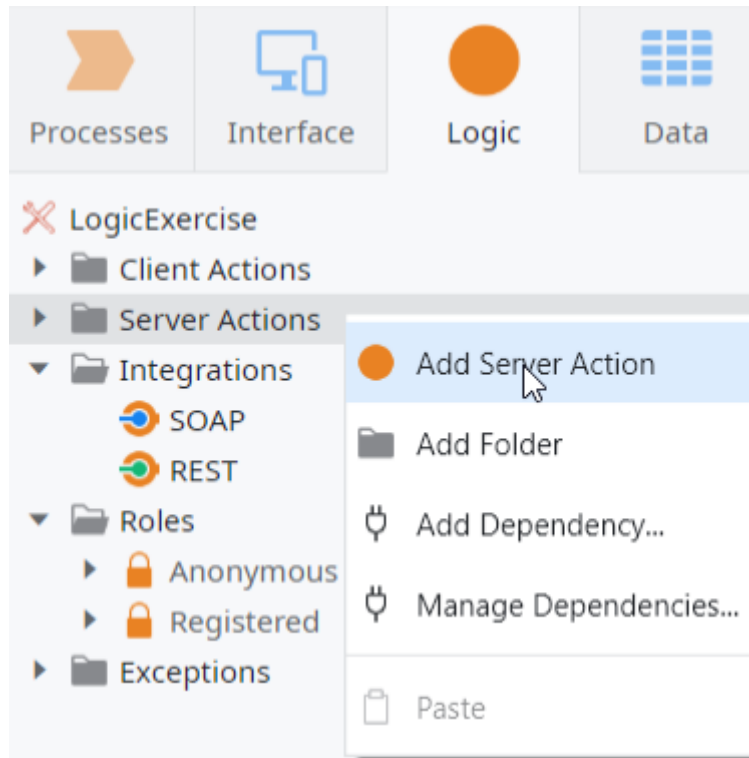 Processes
Interface
Logic
Data
LogicExercise
Client Actions
Server Actions
Add Server Action
Integrations
SOAP
Add Folder
REST
Roles
Add Dependency...
Anonymous
Manage Dependencies...
Registered
Exceptions
Paste